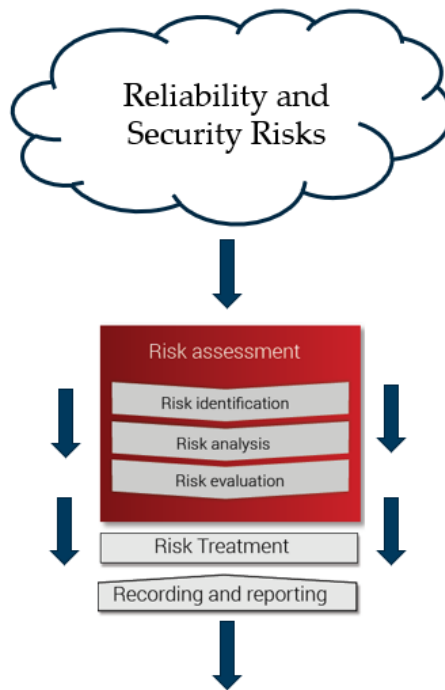 Reliability and
Security Risks
Risk assessment
Risk identification
Risk analysis
Risk evaluation
Risk Treatment
Recording and reporting